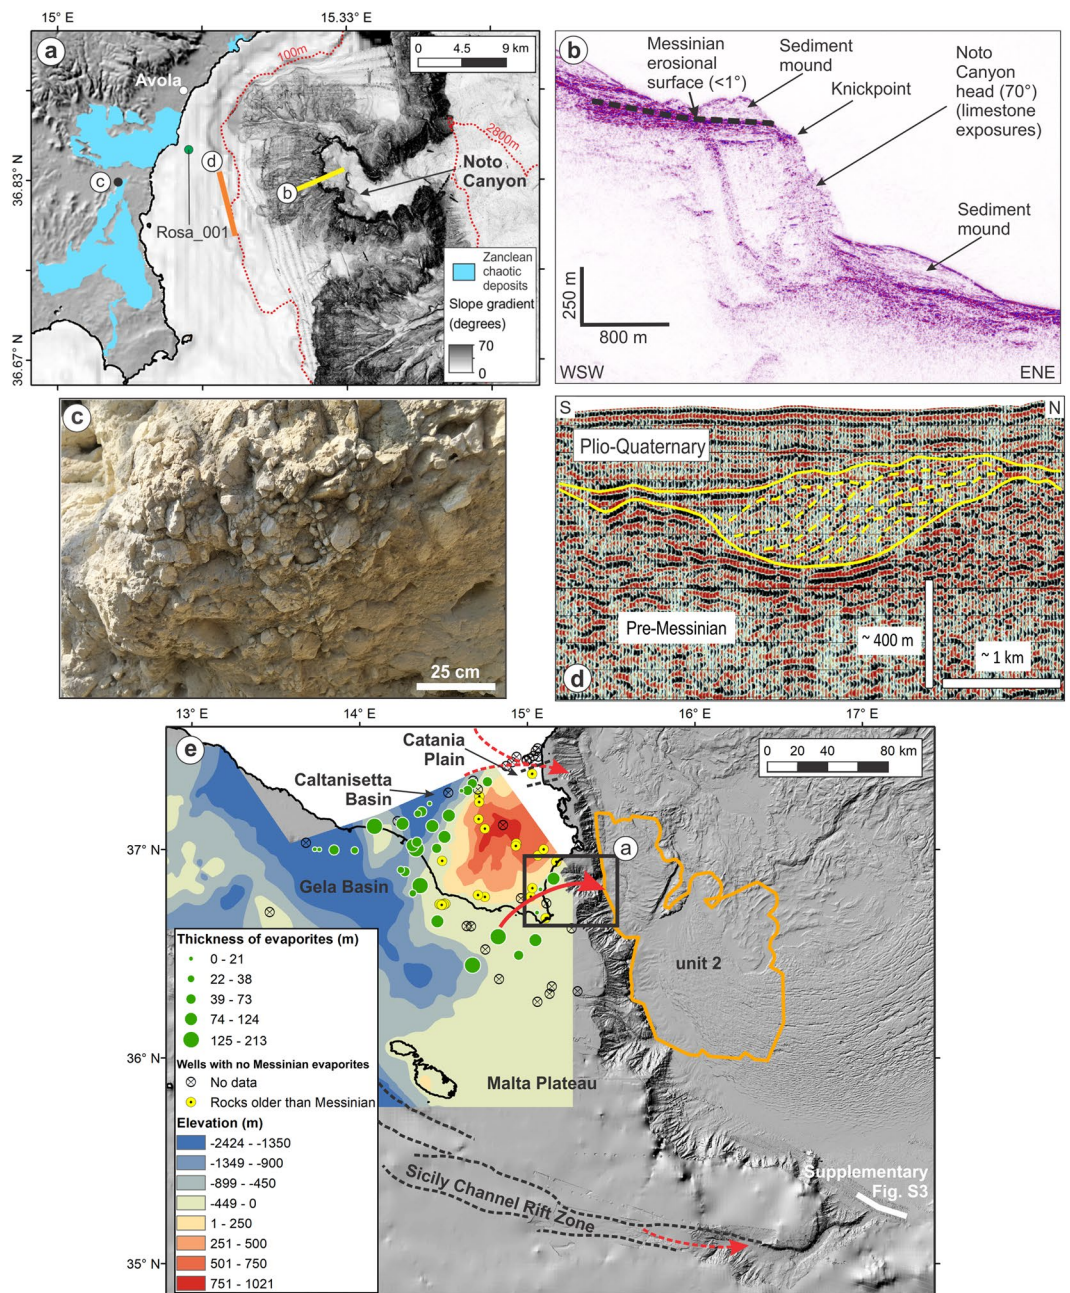 15° E
15.33° E
a
0 4.5 9 km
100m
Avola
2800m
36.83° N
d
c
b
Noto
Canyon
Rosa_001
Zanclean
chaotic
deposits
Slope gradient
(degrees)
70
0
36.67° N
b
Messinian
erosional
surface (<1°)
Sediment
mound
Knickpoint
Noto
Canyon
head (70°)
(limestone
exposures)
Sediment
mound
250 m
800 m
WSW
ENE
c
25 cm
S
N
Plio-Quaternary
Pre-Messinian
~ 400 m
~ 1 km
d
13° E
14° E
15° E
16° E
17° E
e
Catania
Plain
0 20 40 80 km
Caltanisetta
Basin
37° N
a
Gela Basin
unit 2
Thickness of evaporites (m)
0 - 21
22 - 38
39 - 73
74 - 124
125 - 213
Wells with no Messinian evaporites
No data
Rocks older than Messinian
Elevation (m)
-2424 - -1350
-1349 - -900
-899 - -450
-449 - 0
1 - 250
251 - 500
501 - 750
751 - 1021
36° N
Malta Plateau
Sicily Channel Rift Zone
Supplementary
Fig. S3
35° N